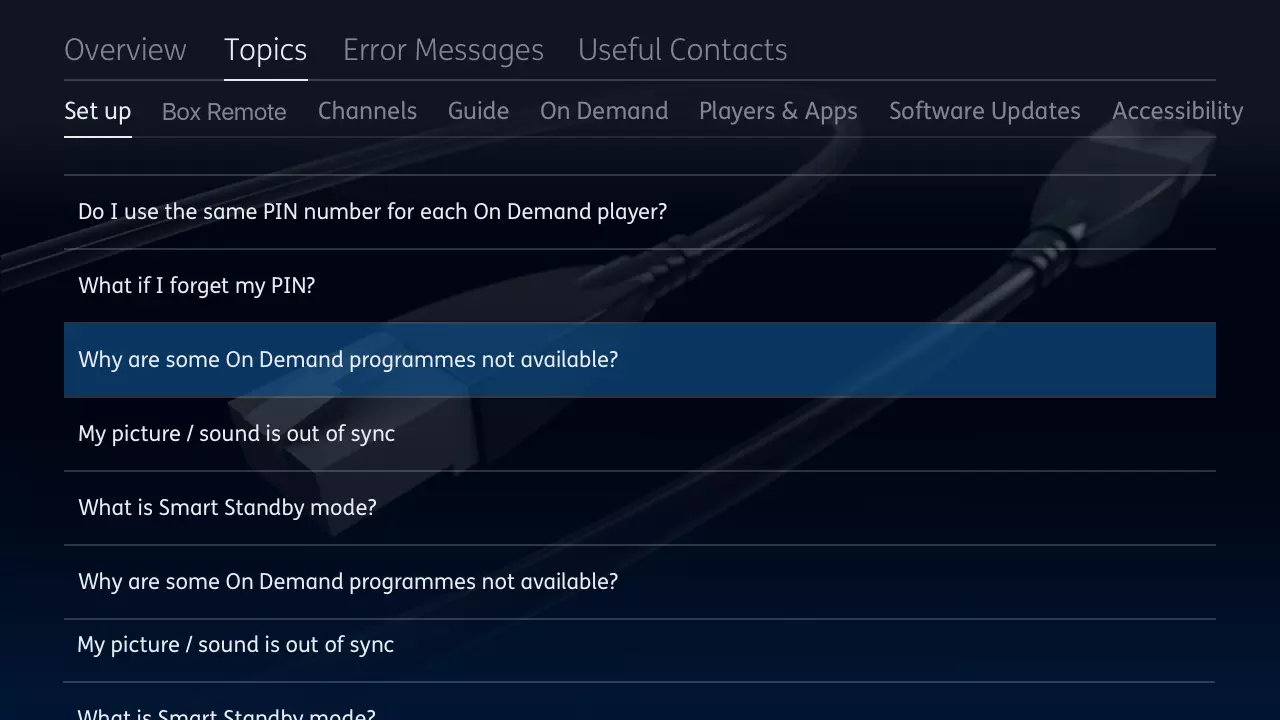 Overview Topics Error Messages Useful Contacts
Set up Box Remote Channels Guide On Demand Players & Apps Software Updates Accessibility
Do I use the same PIN number for each On Demand player?
What if I forget my PIN?
Why are some On Demand programmes not available?
My picture / sound is out of sync
What is Smart Standby mode?
Why are some On Demand programmes not available?
My picture / sound is out of sync
What is Smart Standby mode?